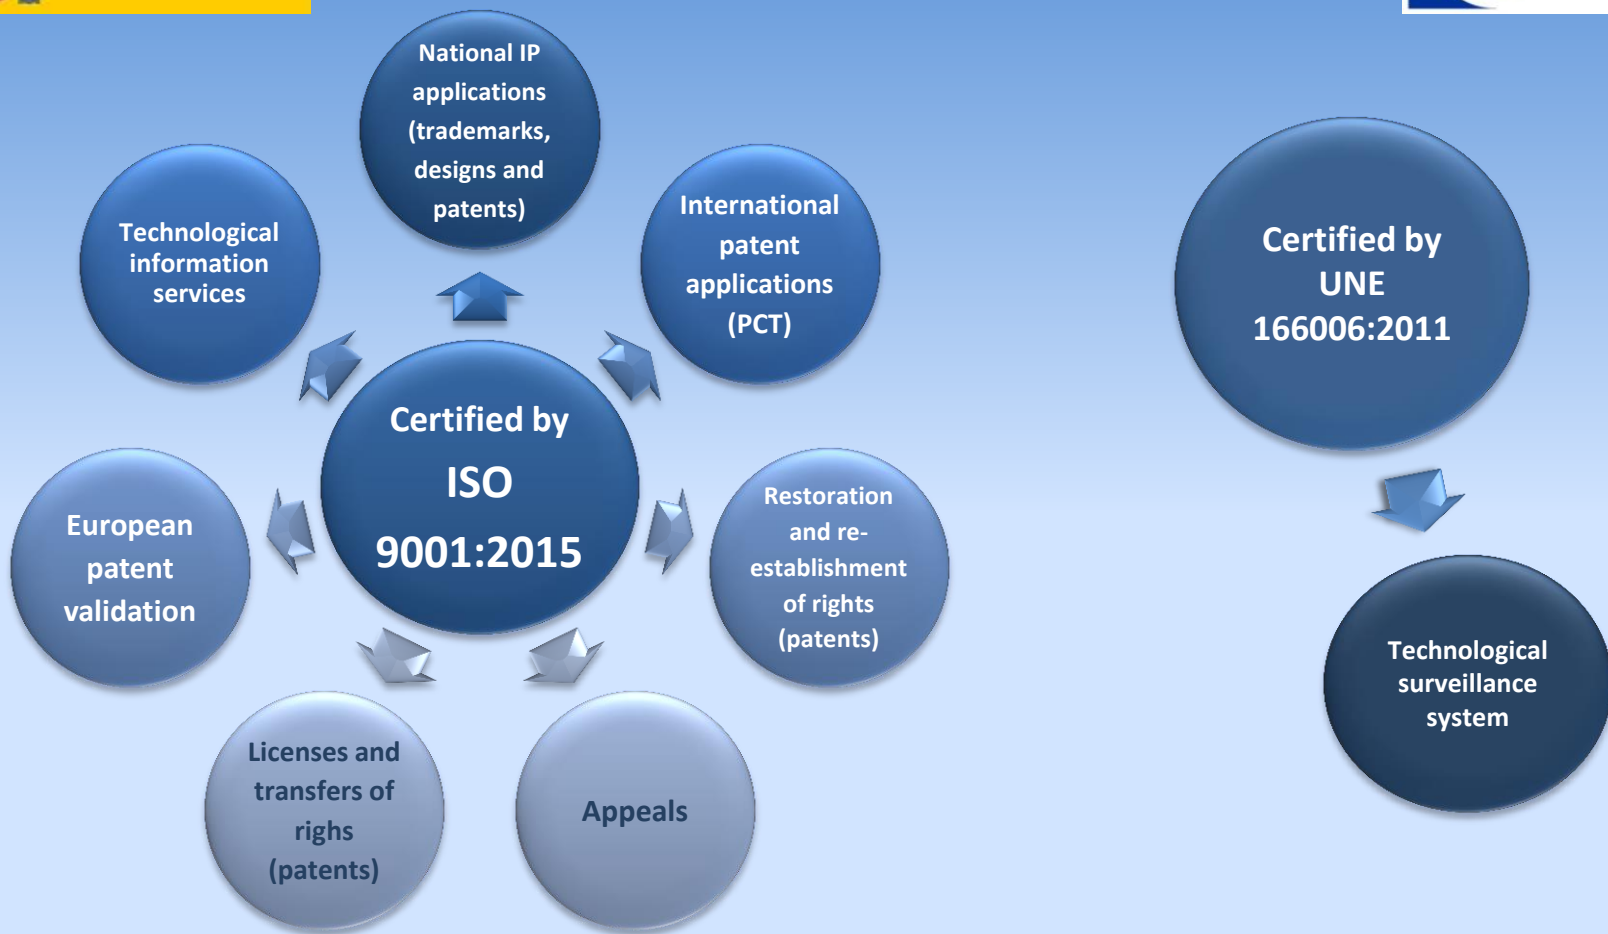 National IP
applications
(trademarks,
designs and
patents)
International
patent
applications
(PCT)
Restoration
and re-
establishment
of rights
(patents)
Appeals
Licenses and
transfers of
righs
(patents)
European
patent
validation
Technological
information
services
Certified by
ISO
9001:2015
Certified by
UNE
166006:2011
Technological
surveillance
system